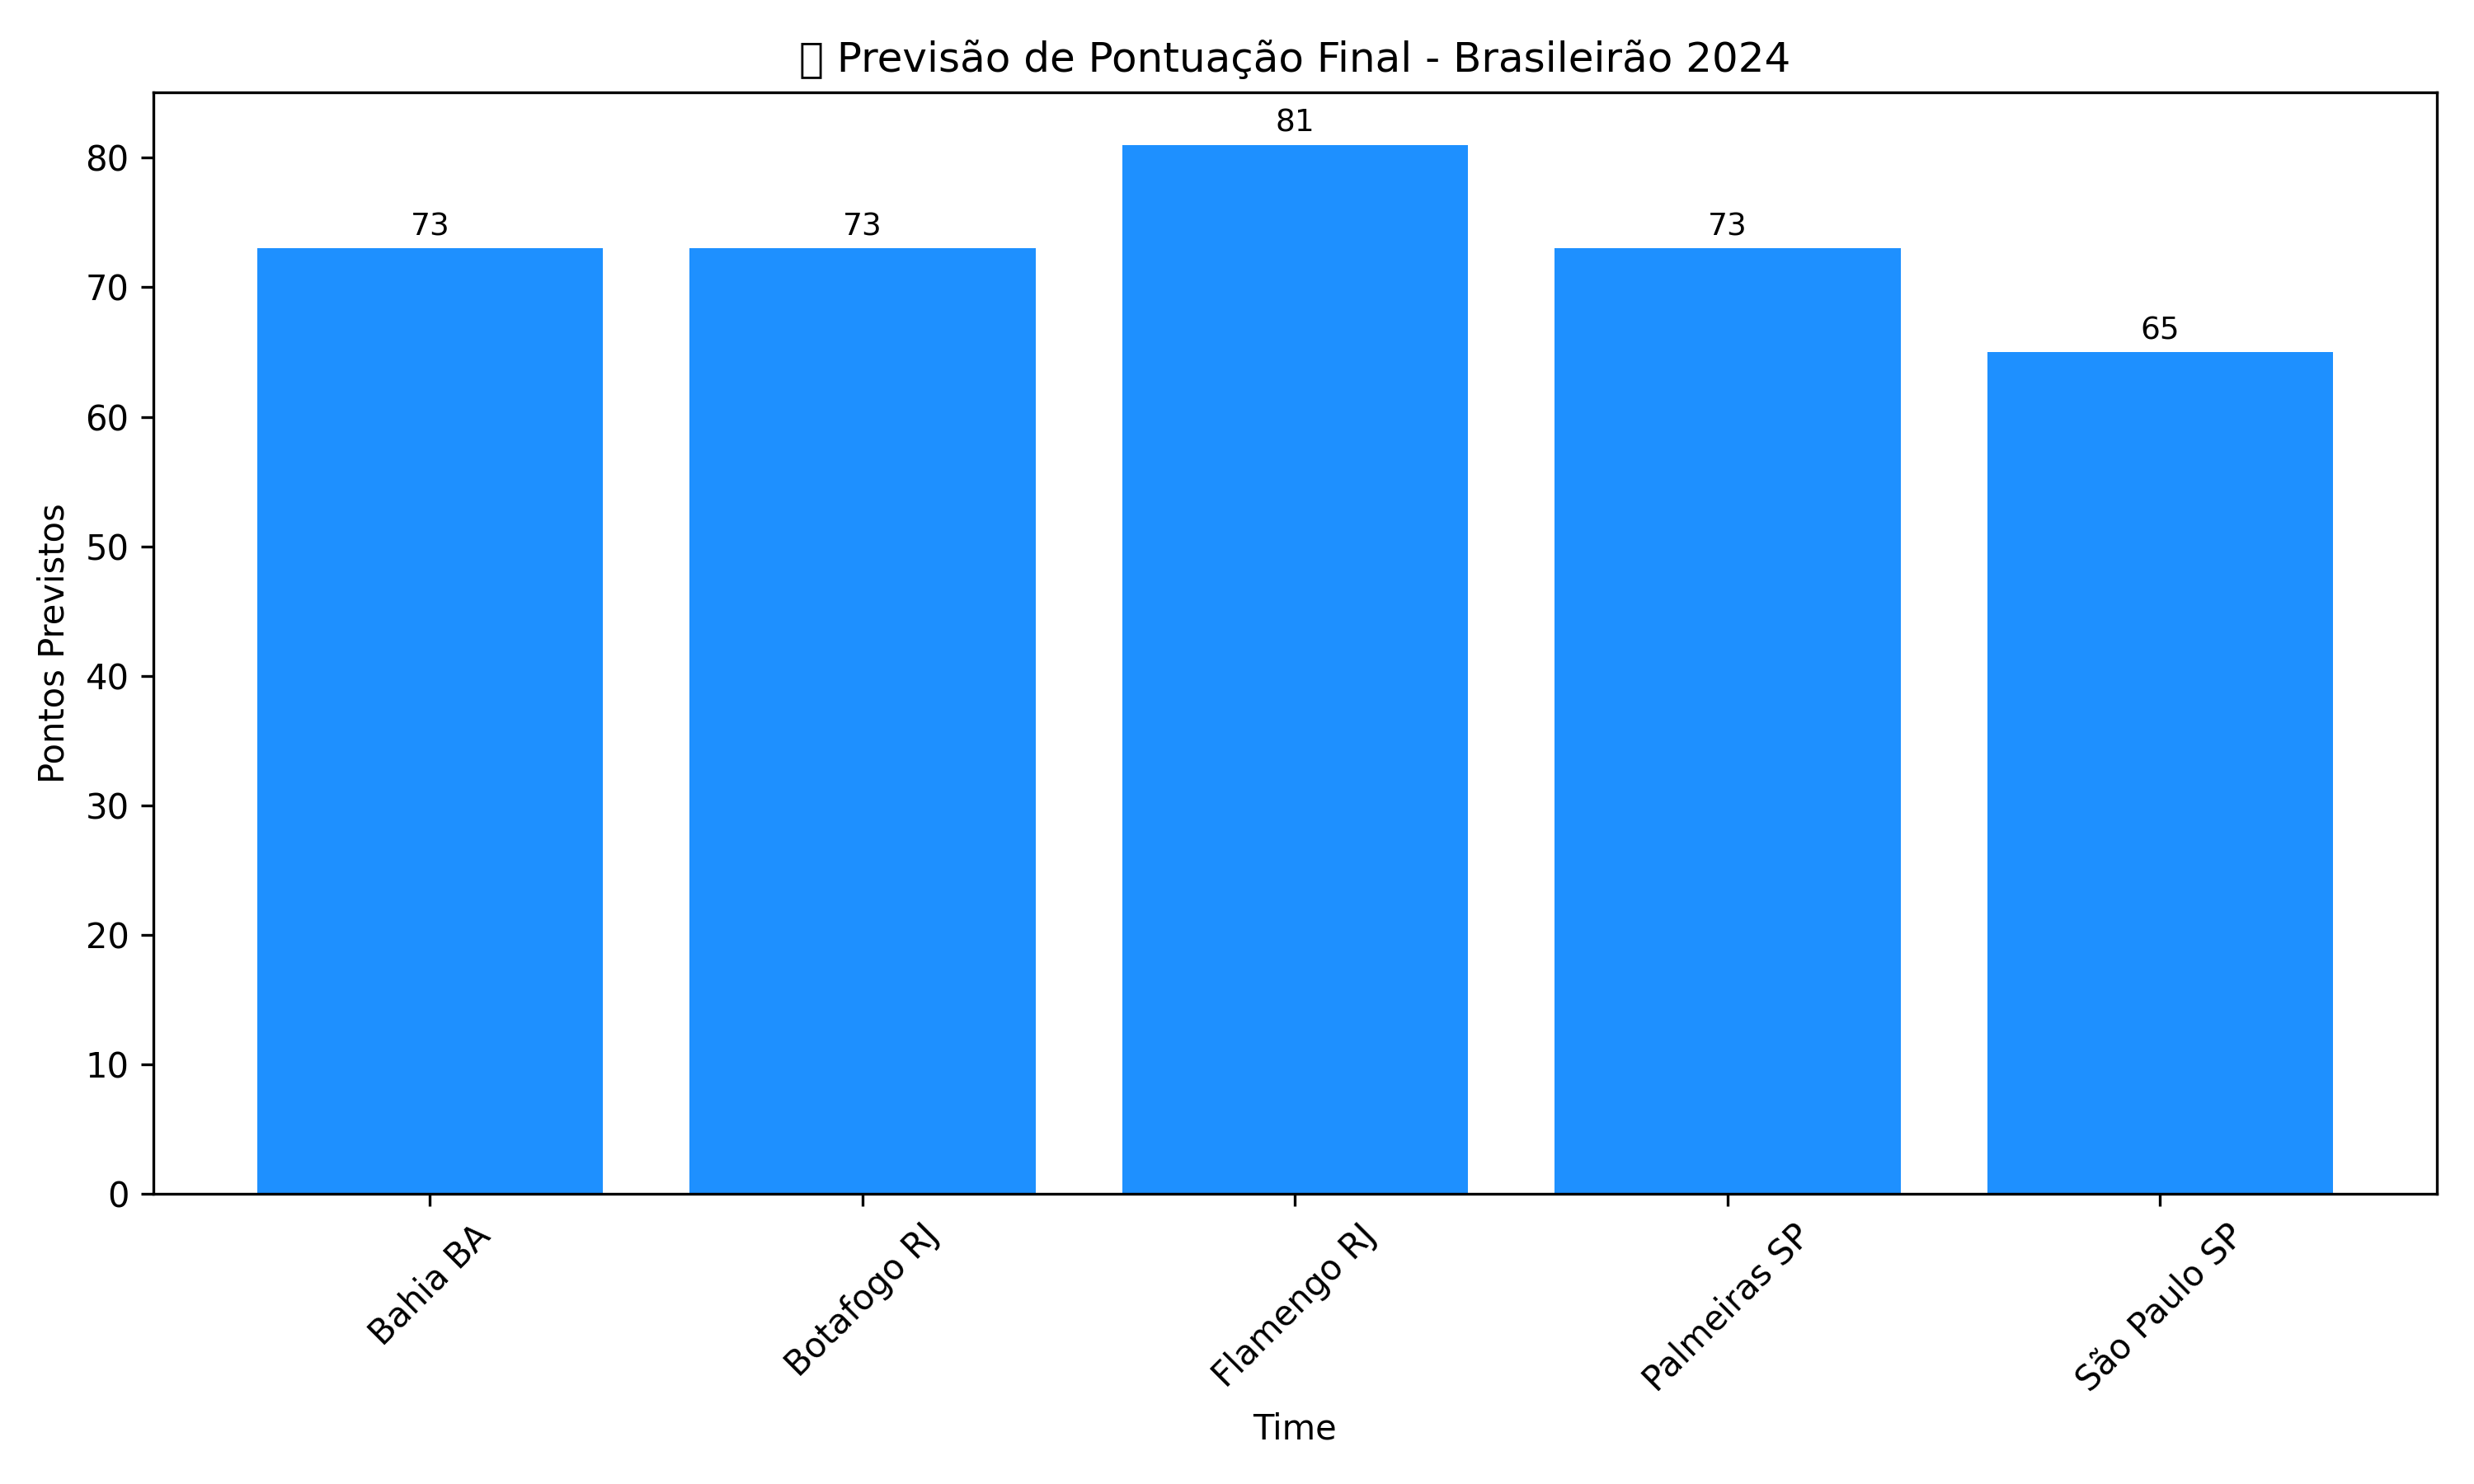 Previsão de Pontuação Final - Brasileirão 2024
81
73
73
73
65
80
70
60
50
40
30
20
10
0
Pontos Previstos
Bahia BA
Botafogo RJ
Flamengo RJ
Palmeiras SP
São Paulo SP
Time